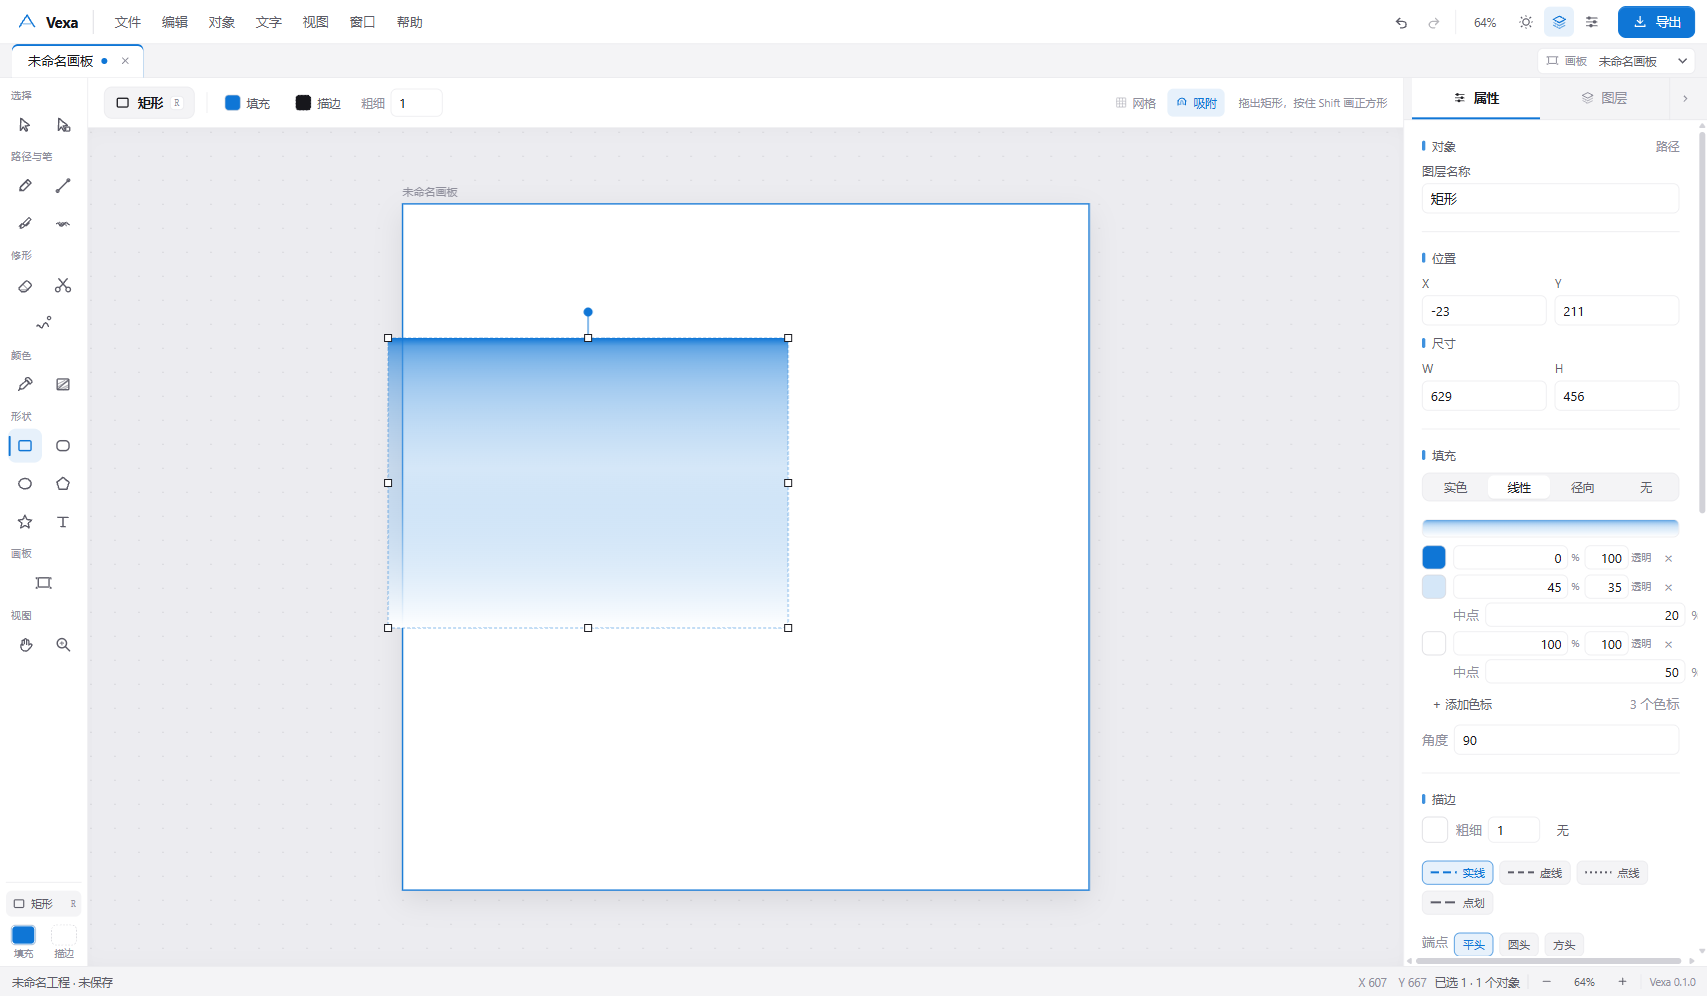 Vexa 文件 编辑 对象 文字 视图 窗口 帮助 64% 导出
未命名画板 × 画板 未命名画板
选择 矩形 R 填充 描边 粗细 1 网格 吸附 拖出矩形，按住 Shift 画正方形 属性 图层
路径与笔
修形
颜色
形状
画板
视图
矩形 R
填充 描边
未命名画板
对象 路径
图层名称
矩形
位置
X Y
-23 211
尺寸
W H
629 456
填充
实色 线性 径向 无
0 % 100 透明 ×
45 % 35 透明 ×
中点 20 %
100 % 100 透明 ×
中点 50 %
+ 添加色标 3 个色标
角度 90
描边
粗细 1 无
实线 虚线 点线
点划
端点 平头 圆头 方头
未命名工程 · 未保存 X 607 Y 667 已选 1 · 1 个对象 − 64% + Vexa 0.1.0